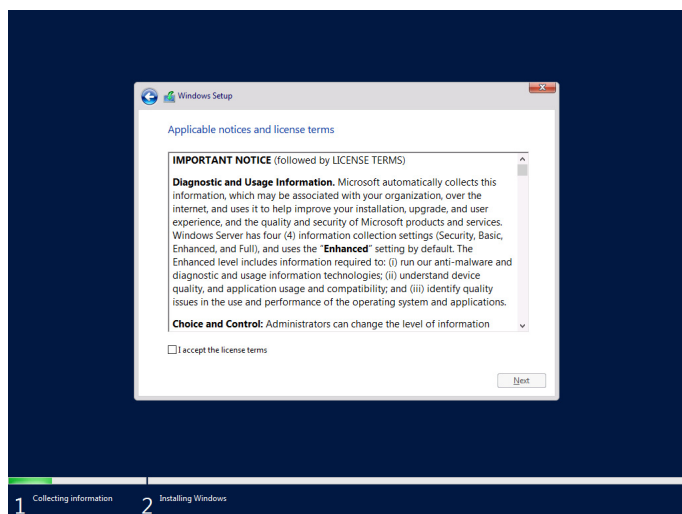 Windows Setup
Applicable notices and license terms
IMPORTANT NOTICE (followed by LICENSE TERMS)
Diagnostic and Usage Information. Microsoft automatically collects this
information, which may be associated with your organization, over the
internet, and uses it to help improve your installation, upgrade, and user
experience, and the quality and security of Microsoft products and services.
Windows Server has four (4) information collection settings (Security, Basic,
Enhanced, and Full), and uses the "Enhanced" setting by default. The
Enhanced level includes information required to: (i) run our anti-malware and
diagnostic and usage information technologies; (ii) understand device
quality, and application usage and compatibility; and (iii) identify quality
issues in the use and performance of the operating system and applications.
Choice and Control: Administrators can change the level of information
I accept the license terms
Next
1 Collecting information
2 Installing Windows